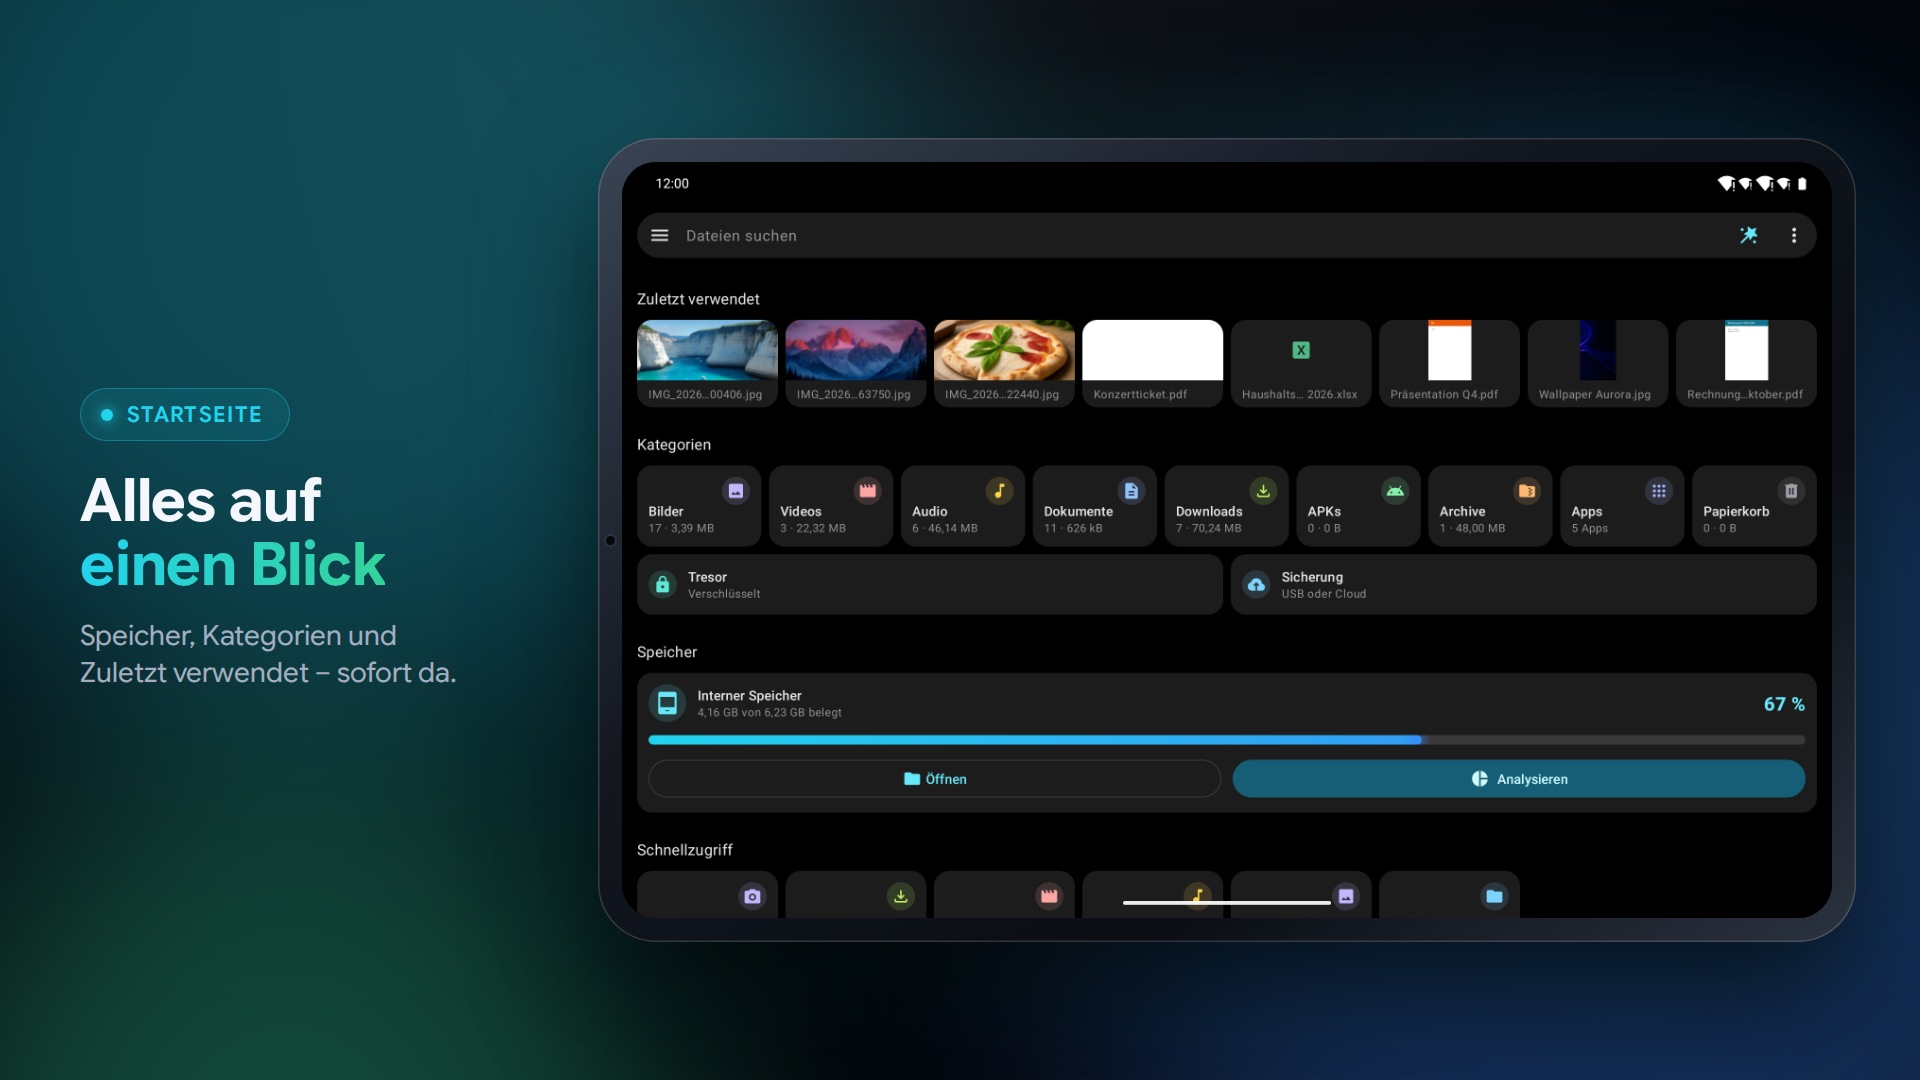 STARTSEITE
Alles auf
einen Blick
Speicher, Kategorien und
Zuletzt verwendet – sofort da.
12:00
Dateien suchen
Zuletzt verwendet
IMG_2026…00406.jpg
IMG_2026…63750.jpg
IMG_2026…22440.jpg
Konzertticket.pdf
X
Haushalts… 2026.xlsx
Präsentation Q4.pdf
Wallpaper Aurora.jpg
Rechnung…ktober.pdf
Kategorien
Bilder
17 · 3,39 MB
Videos
3 · 22,32 MB
Audio
6 · 46,14 MB
Dokumente
11 · 626 kB
Downloads
7 · 70,24 MB
APKs
0 · 0 B
Archive
1 · 48,00 MB
Apps
5 Apps
Papierkorb
0 · 0 B
Tresor
Verschlüsselt
Sicherung
USB oder Cloud
Speicher
Interner Speicher
4,16 GB von 6,23 GB belegt
67 %
Öffnen
Analysieren
Schnellzugriff